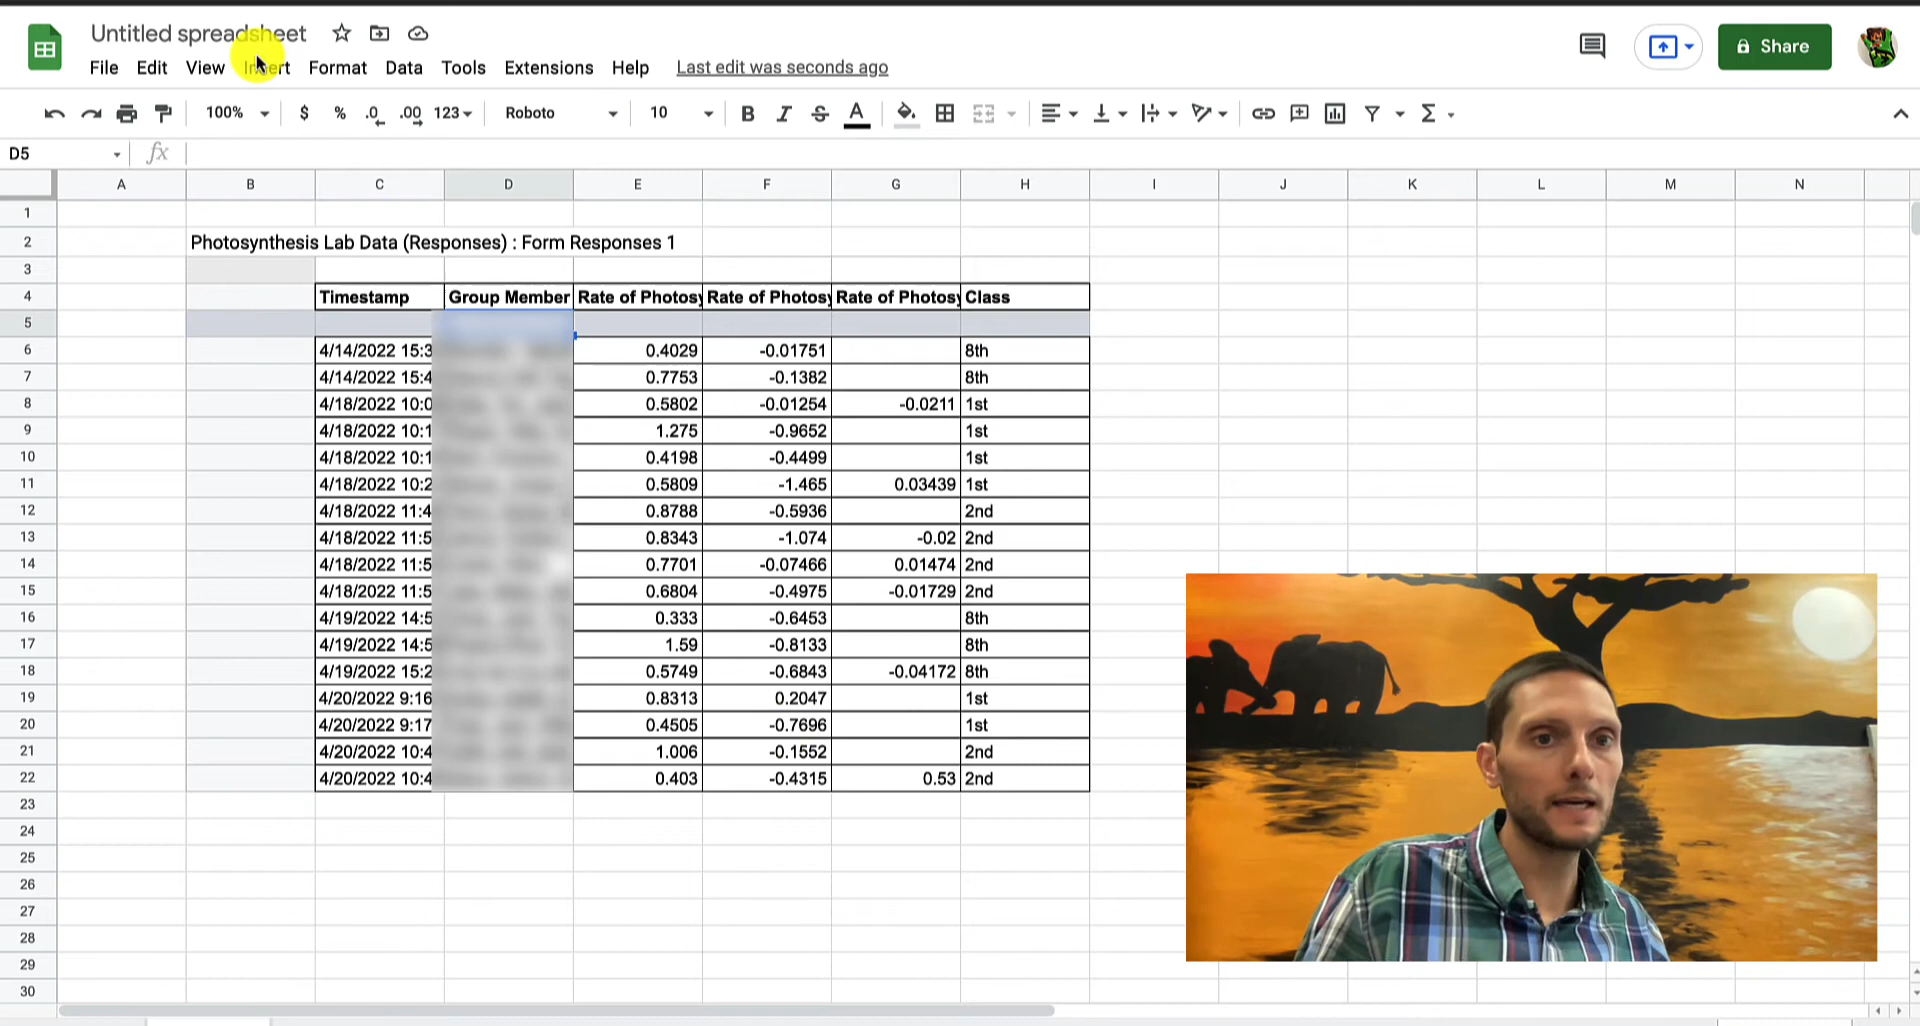 Untitled spreadsheet
File Edit View Insert Format Data Tools Extensions Help Last edit was seconds ago
Share
100% $ % .0 .00 123 Roboto 10 B I S A Σ
D5 fx
A B C D E F G H I J K L M N
1
2 Photosynthesis Lab Data (Responses) : Form Responses 1
3
4 Timestamp Group Member Rate of Photosy Rate of Photosy Rate of Photosy Class
5
6 4/14/2022 15:3 0.4029 -0.01751 8th
7 4/14/2022 15:4 0.7753 -0.1382 8th
8 4/18/2022 10:0 0.5802 -0.01254 -0.0211 1st
9 4/18/2022 10:1 1.275 -0.9652 1st
10 4/18/2022 10:1 0.4198 -0.4499 1st
11 4/18/2022 10:2 0.5809 -1.465 0.03439 1st
12 4/18/2022 11:4 0.8788 -0.5936 2nd
13 4/18/2022 11:5 0.8343 -1.074 -0.02 2nd
14 4/18/2022 11:5 0.7701 -0.07466 0.01474 2nd
15 4/18/2022 11:5 0.6804 -0.4975 -0.01729 2nd
16 4/19/2022 14:5 0.333 -0.6453 8th
17 4/19/2022 14:5 1.59 -0.8133 8th
18 4/19/2022 15:2 0.5749 -0.6843 -0.04172 8th
19 4/20/2022 9:16 0.8313 0.2047 1st
20 4/20/2022 9:17 0.4505 -0.7696 1st
21 4/20/2022 10:4 1.006 -0.1552 2nd
22 4/20/2022 10:4 0.403 -0.4315 0.53 2nd
23
24
25
26
27
28
29
30